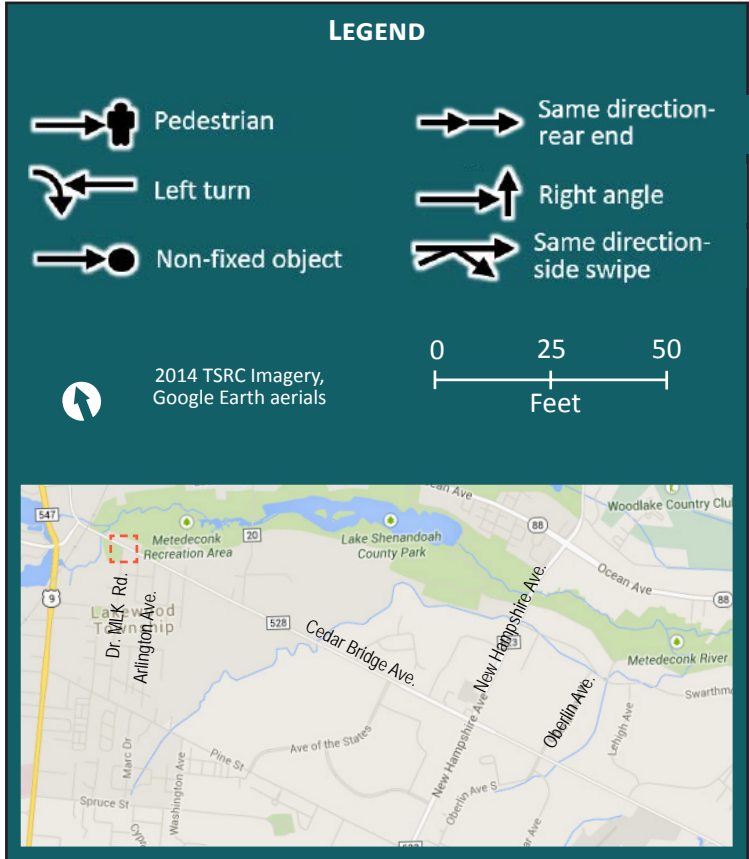 LEGEND
Pedestrian
Same direction-
rear end
Left turn
Right angle
Non-fixed object
Same direction-
side swipe
2014 TSRC Imagery,
Google Earth aerials
0 25 50
Feet
547
Metedeconk
Recreation Area
20
Lake Shenandoah
County Park
Ave
88
Woodlake Country Club
Ocean Ave
9
Dr. MLK Rd.
Arlington Ave.
Lakewood
Township
528
Cedar Bridge Ave.
New Hampshire Ave.
88
Metedeconk River
Oberlin Ave.
Swarthm
Lehigh Ave
New Hampshire Ave
Ave of the States
Pine St
Marc Dr
Washington Ave
Spruce St
Oberlin Ave S
Ave